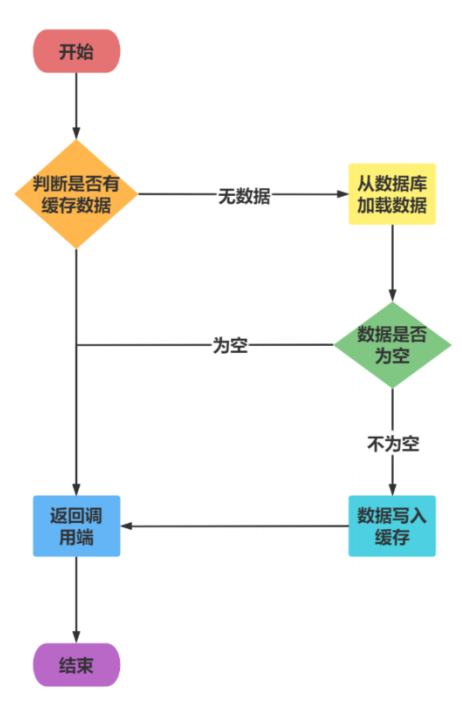 开始
判断是否有
缓存数据
无数据
从数据库
加载数据
数据是否
为空
为空
不为空
返回调
用端
数据写入
缓存
结束